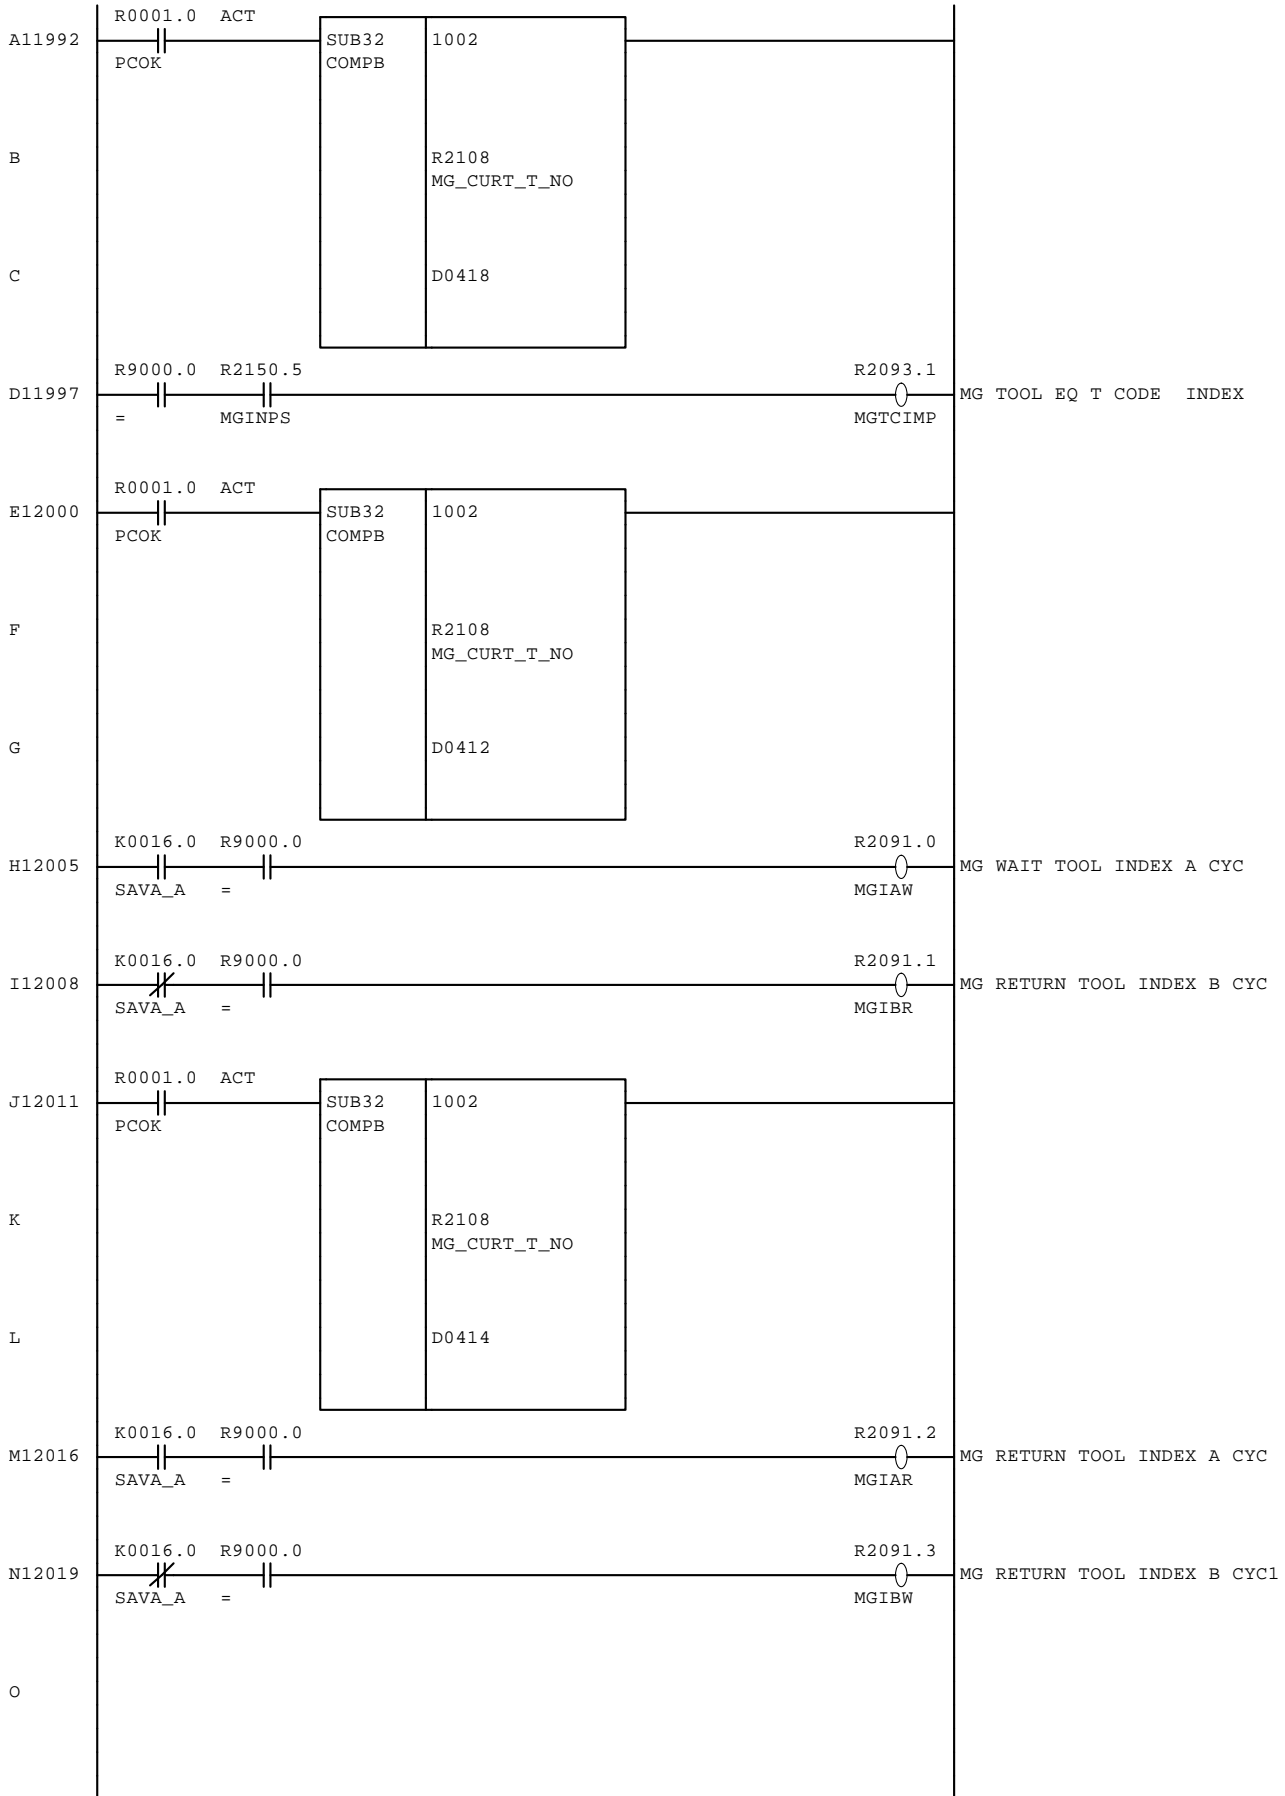 R0001.0 ACT
A11992 SUB32 1002
PCOK COMPB
B R2108
MG_CURT_T_NO
C D0418
R9000.0 R2150.5 R2093.1
D11997 MG TOOL EQ T CODE INDEX
= MGINPS MGTCIMP
R0001.0 ACT
E12000 SUB32 1002
PCOK COMPB
F R2108
MG_CURT_T_NO
G D0412
K0016.0 R9000.0 R2091.0
H12005 MG WAIT TOOL INDEX A CYC
SAVA_A = MGIAW
K0016.0 R9000.0 R2091.1
I12008 MG RETURN TOOL INDEX B CYC
SAVA_A = MGIBR
R0001.0 ACT
J12011 SUB32 1002
PCOK COMPB
K R2108
MG_CURT_T_NO
L D0414
K0016.0 R9000.0 R2091.2
M12016 MG RETURN TOOL INDEX A CYC
SAVA_A = MGIAR
K0016.0 R9000.0 R2091.3
N12019 MG RETURN TOOL INDEX B CYC1
SAVA_A = MGIBW
O